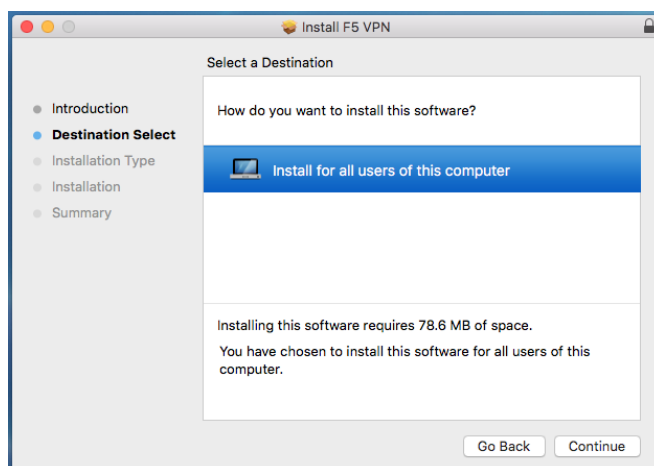 Install F5 VPN
Select a Destination
Introduction
Destination Select
Installation Type
Installation
Summary
How do you want to install this software?
Install for all users of this computer
Installing this software requires 78.6 MB of space.
You have chosen to install this software for all users of this
computer.
Go Back
Continue